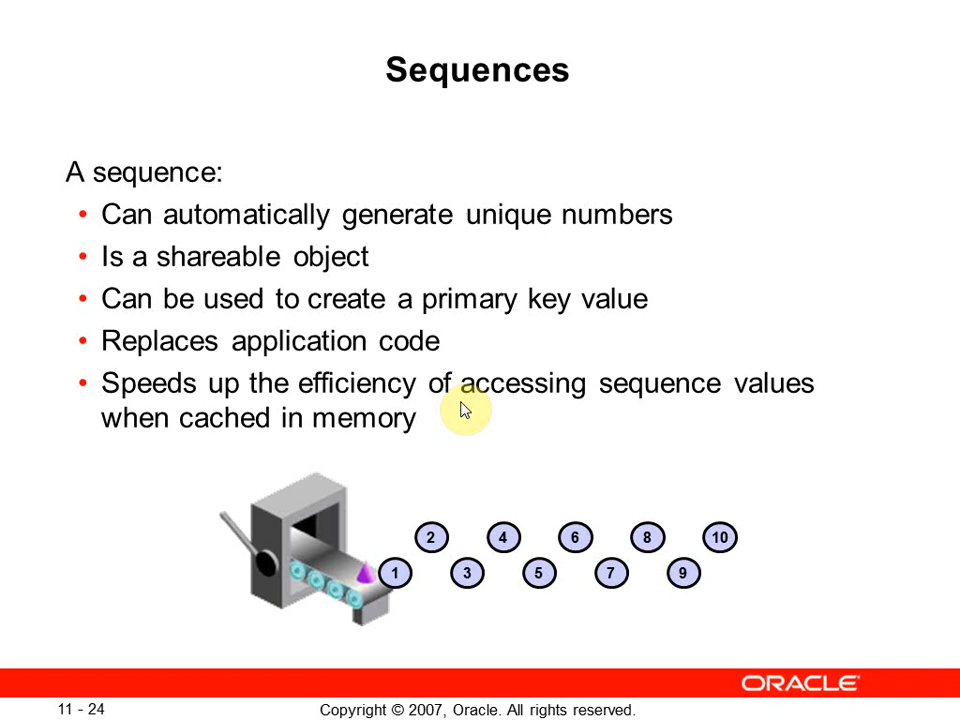 Sequences
A sequence:
• Can automatically generate unique numbers
• Is a shareable object
• Can be used to create a primary key value
• Replaces application code
• Speeds up the efficiency of accessing sequence values
when cached in memory
2 4 6 8 10
1 3 5 7 9
ORACLE
11 - 24 Copyright © 2007, Oracle. All rights reserved.